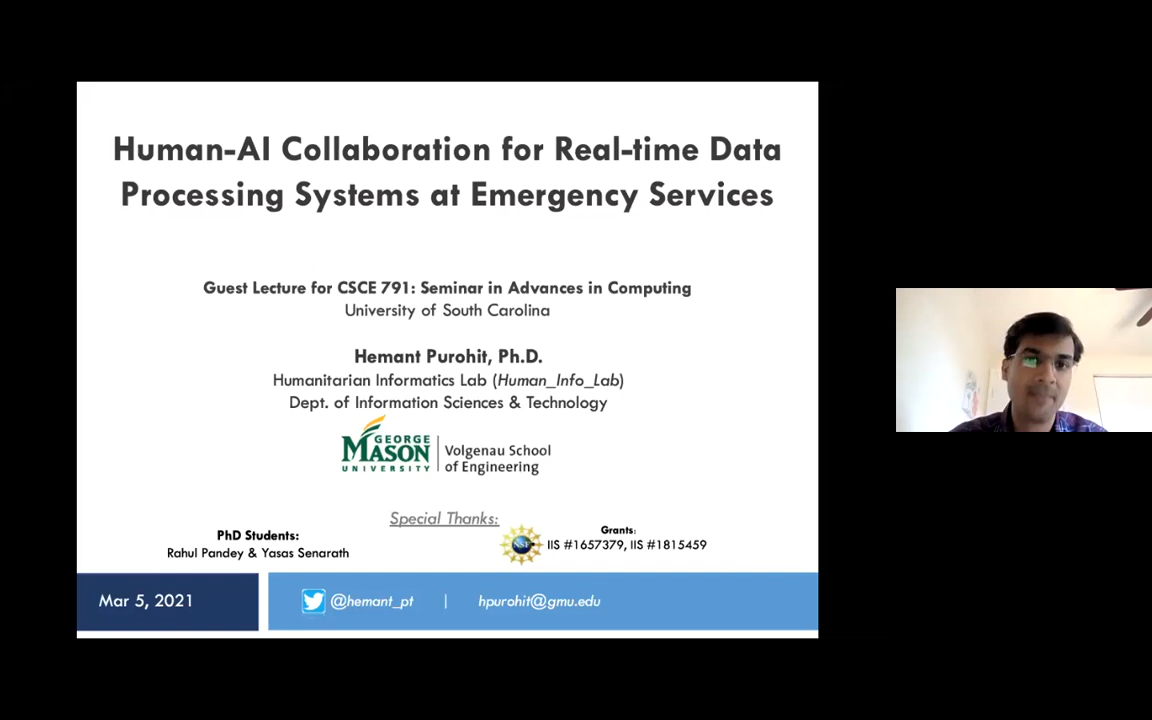 Human-AI Collaboration for Real-time Data
Processing Systems at Emergency Services
Guest Lecture for CSCE 791: Seminar in Advances in Computing
University of South Carolina
Hemant Purohit, Ph.D.
Humanitarian Informatics Lab (Human_Info_Lab)
Dept. of Information Sciences & Technology
GEORGE
MASON
UNIVERSITY
Volgenau School
of Engineering
Special Thanks:
PhD Students:
Rahul Pandey & Yasas Senarath
NSF
Grants:
IIS #1657379, IIS #1815459
Mar 5, 2021
@hemant_pt | hpurohit@gmu.edu